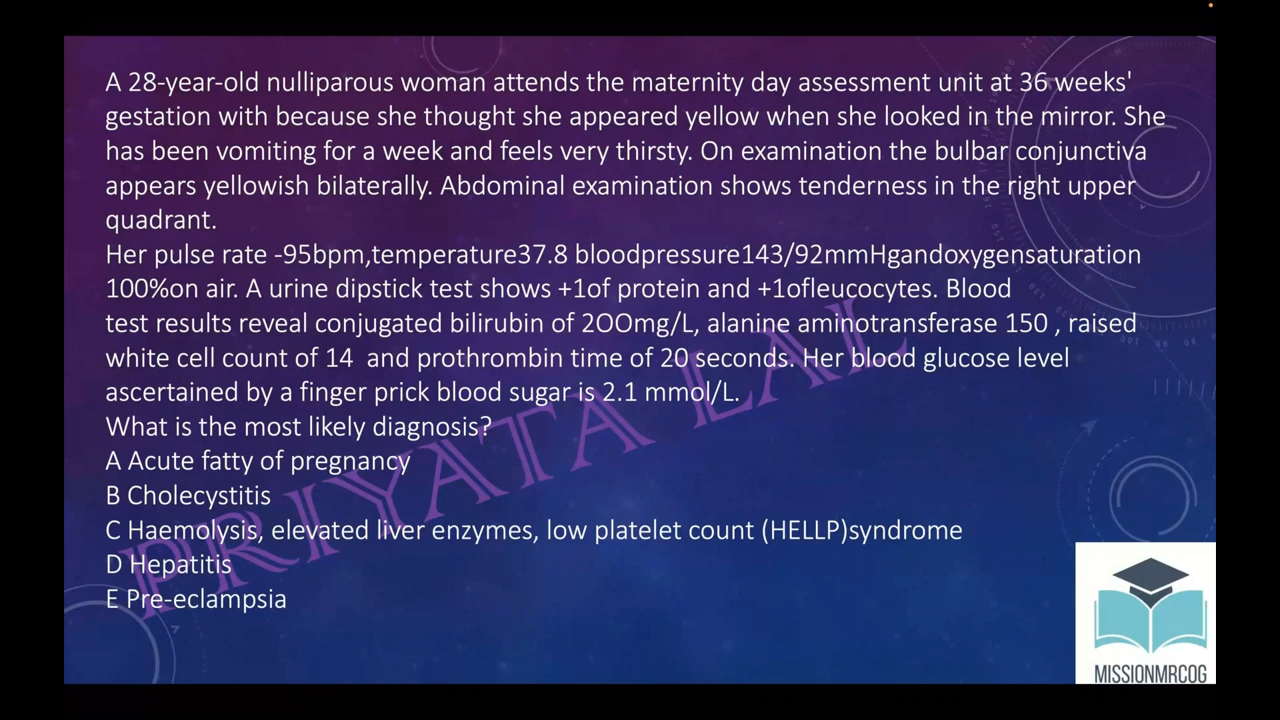 A 28-year-old nulliparous woman attends the maternity day assessment unit at 36 weeks'
gestation with because she thought she appeared yellow when she looked in the mirror. She
has been vomiting for a week and feels very thirsty. On examination the bulbar conjunctiva
appears yellowish bilaterally. Abdominal examination shows tenderness in the right upper
quadrant.
Her pulse rate -95bpm,temperature37.8 bloodpressure143/92mmHgandoxygensaturation
100%on air. A urine dipstick test shows +1of protein and +1ofleucocytes. Blood
test results reveal conjugated bilirubin of 2OOmg/L, alanine aminotransferase 150 , raised
white cell count of 14  and prothrombin time of 20 seconds. Her blood glucose level
ascertained by a finger prick blood sugar is 2.1 mmol/L.
What is the most likely diagnosis?
A Acute fatty of pregnancy
B Cholecystitis
C Haemolysis, elevated liver enzymes, low platelet count (HELLP)syndrome
D Hepatitis
E Pre-eclampsia
PRIYATA LAL
MISSIONMRCOG